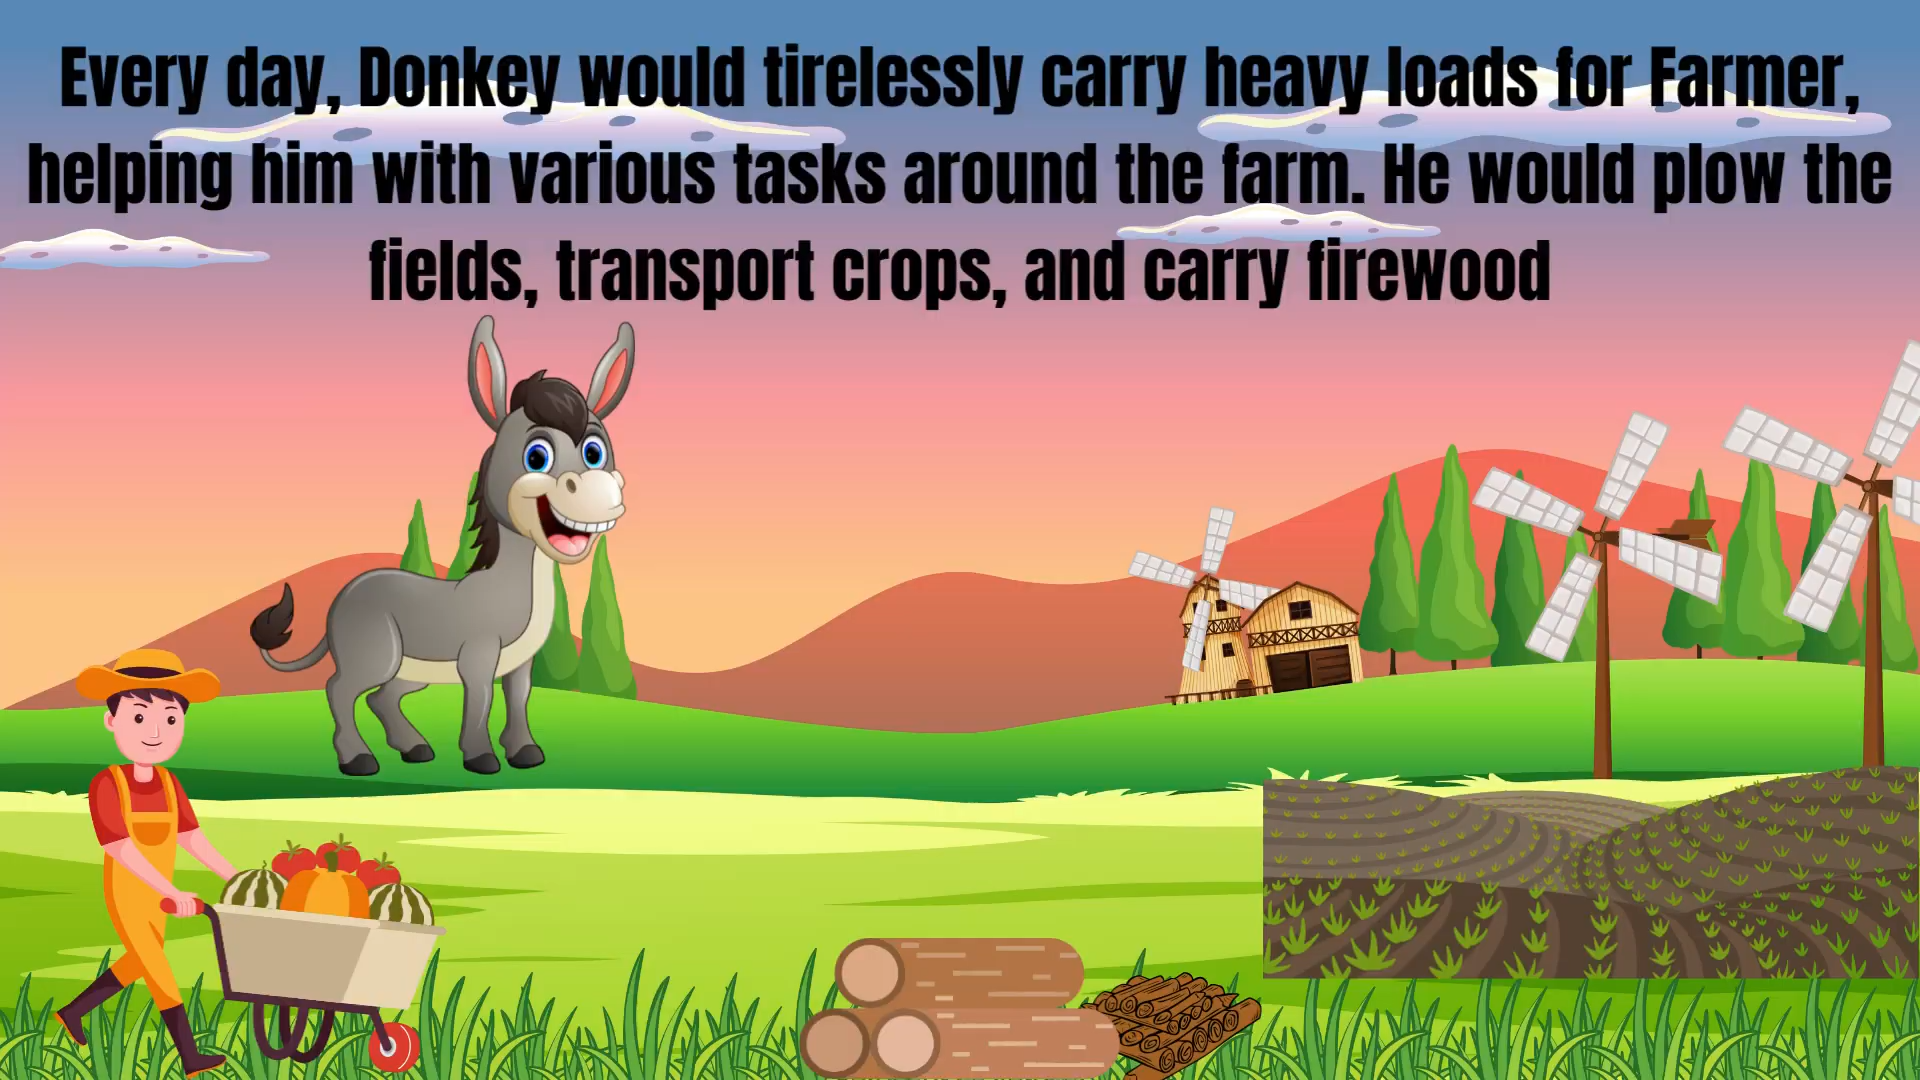 Every day, Donkey would tirelessly carry heavy loads for Farmer,
helping him with various tasks around the farm. He would plow the
fields, transport crops, and carry firewood